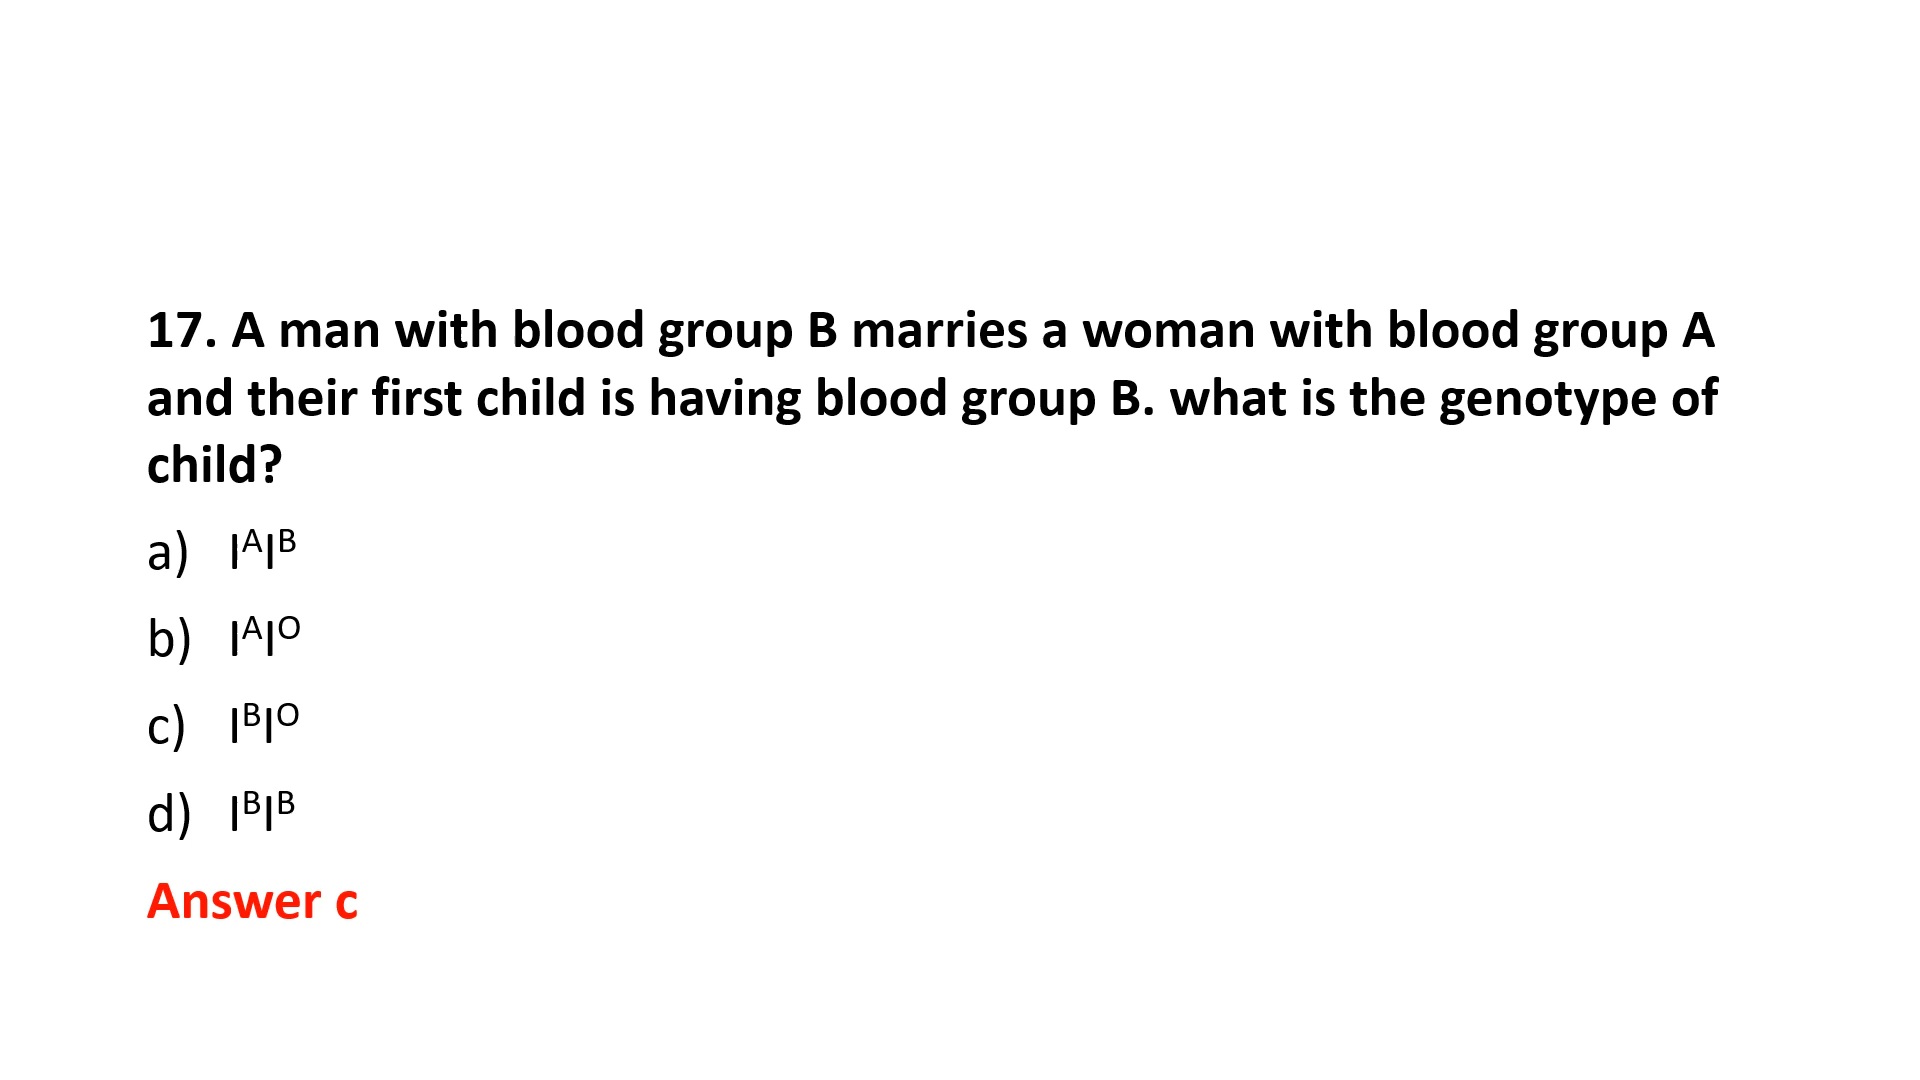 17. A man with blood group B marries a woman with blood group A
and their first child is having blood group B. what is the genotype of
child?
a) IᴬIᴮ
b) IᴬIᴼ
c) IᴮIᴼ
d) IᴮIᴮ
Answer c